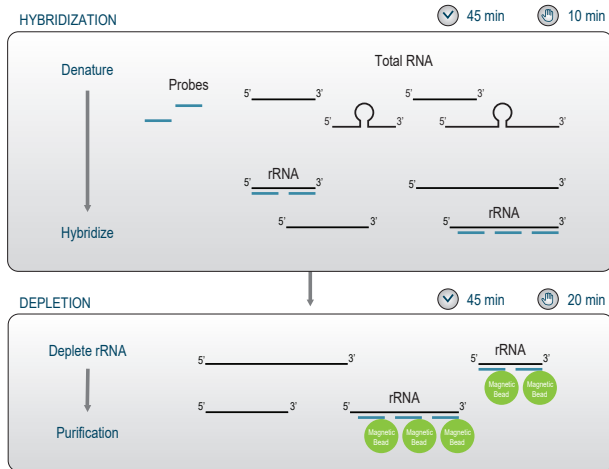 HYBRIDIZATION 45 min 10 min
Denature
Total RNA
Probes
5' 3' 5' 3'
5' 3' 5' 3'
rRNA
5' 3' 5' 3'
rRNA
Hybridize 5' 3' 5' 3'
DEPLETION 45 min 20 min
Deplete rRNA
rRNA
5' 3' 5' 3'
Magnetic Bead Magnetic Bead
rRNA
5' 3' 5' 3'
Purification
Magnetic Bead Magnetic Bead Magnetic Bead